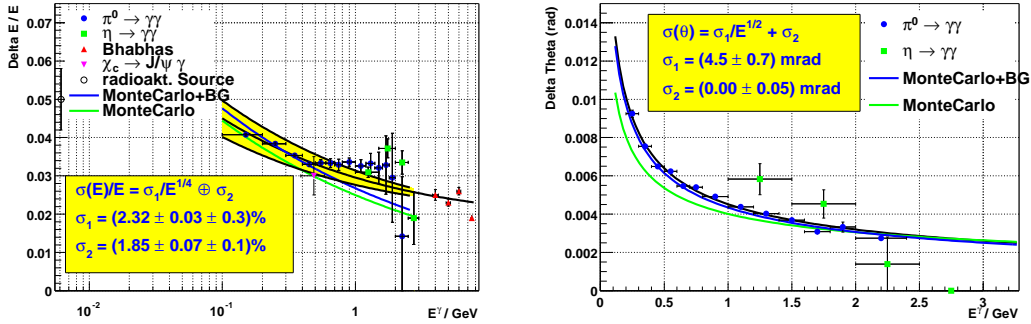 Delta E / E
π⁰ → γγ
η → γγ
Bhabhas
χc → J/ψ γ
radioakt. Source
MonteCarlo+BG
MonteCarlo
σ(E)/E = σ₁/E^1/4 ⊕ σ₂
σ₁ = (2.32 ± 0.03 ± 0.3)%
σ₂ = (1.85 ± 0.07 ± 0.1)%
0.06
0.05
0.04
0.03
0.02
0.01
0
10⁻²
10⁻¹
1
E^γ / GeV
Delta Theta (rad)
σ(θ) = σ₁/E^1/2 + σ₂
σ₁ = (4.5 ± 0.7) mrad
σ₂ = (0.00 ± 0.05) mrad
π⁰ → γγ
η → γγ
MonteCarlo+BG
MonteCarlo
0.014
0.012
0.01
0.008
0.006
0.004
0.002
0
0 0.5 1 1.5 2 2.5 3
E^γ / GeV